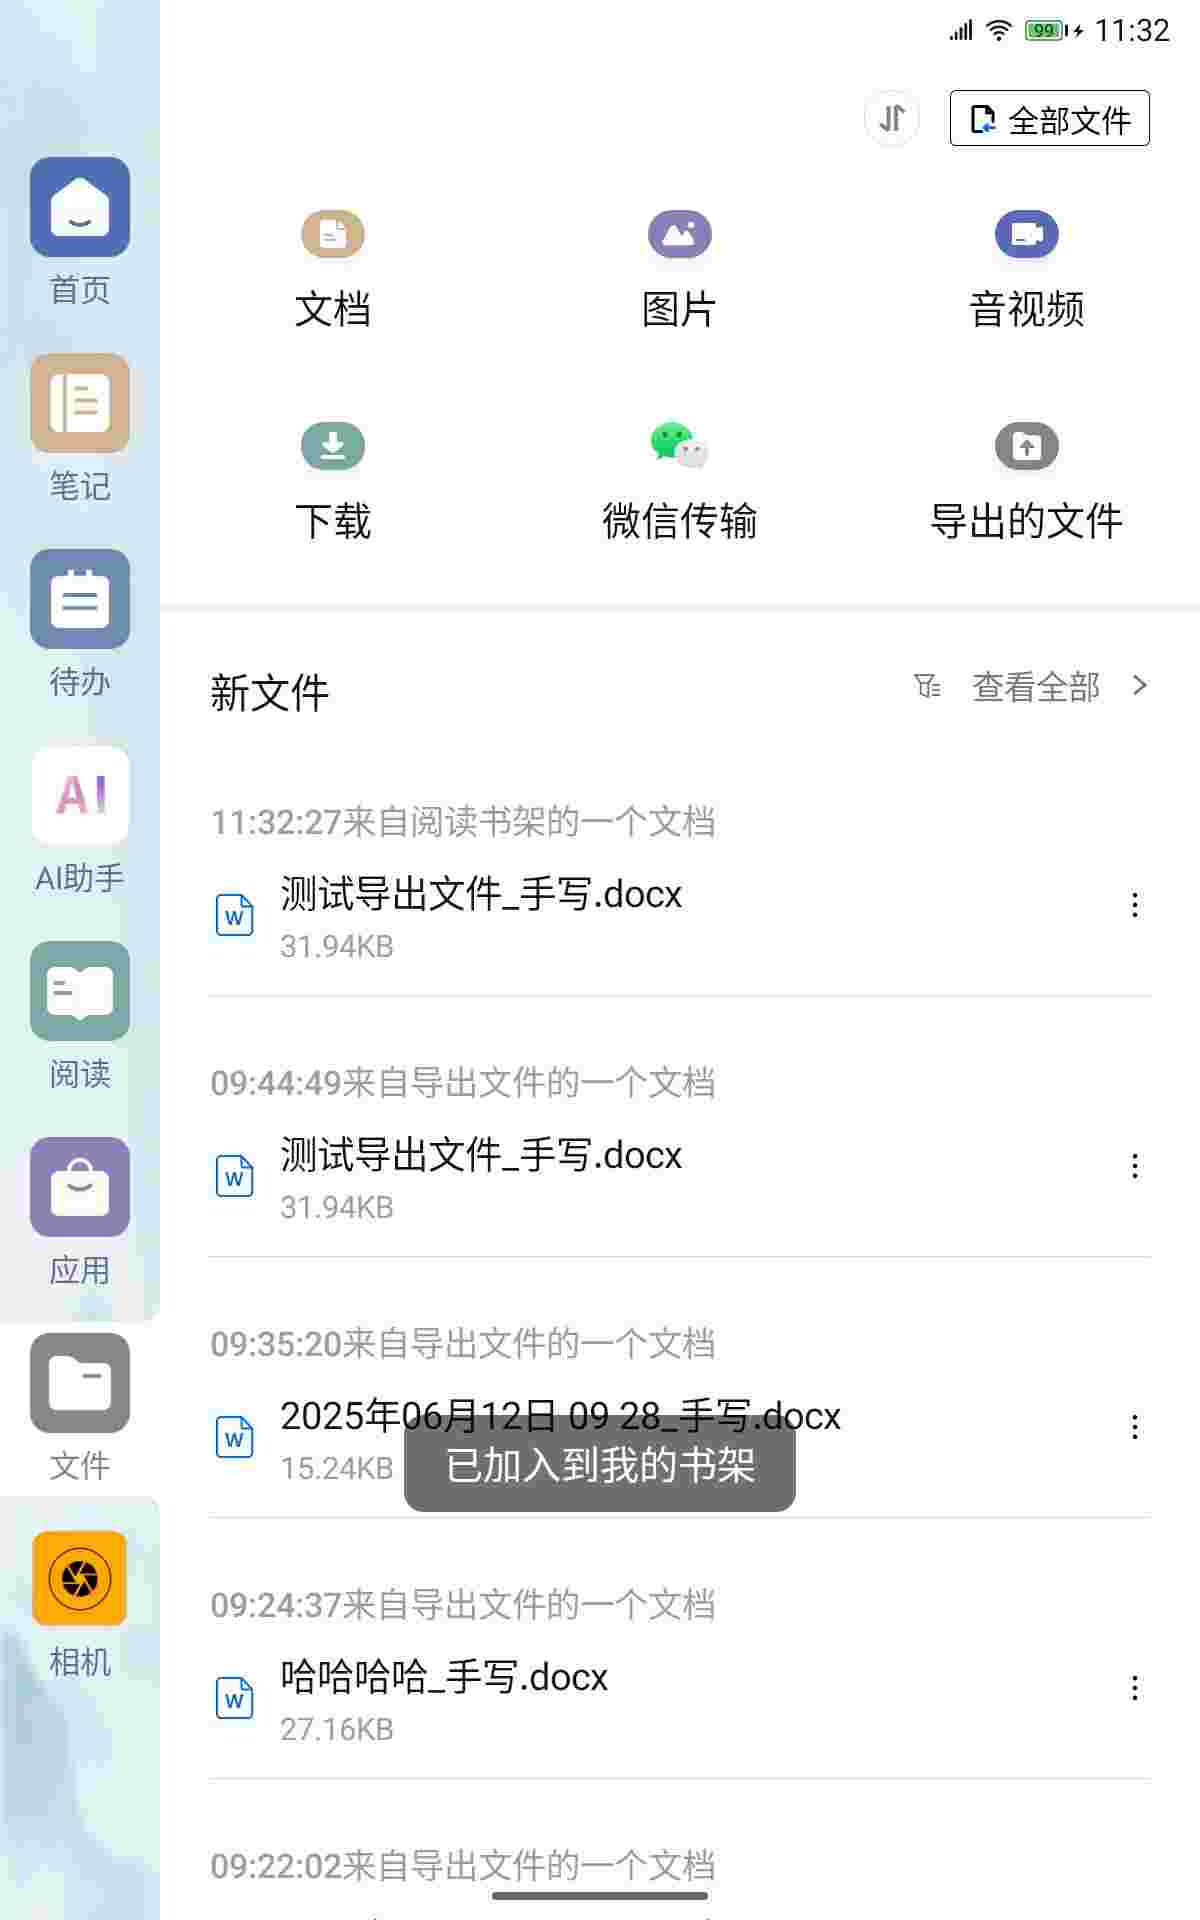 99 11:32
全部文件
首页
笔记
待办
AI
AI助手
阅读
应用
文件
相机
文档
图片
音视频
下载
微信传输
导出的文件
新文件
查看全部
11:32:27来自阅读书架的一个文档
W
测试导出文件_手写.docx
31.94KB
09:44:49来自导出文件的一个文档
W
测试导出文件_手写.docx
31.94KB
09:35:20来自导出文件的一个文档
W
2025年06月12日 09 28_手写.docx
15.24KB
已加入到我的书架
09:24:37来自导出文件的一个文档
W
哈哈哈哈_手写.docx
27.16KB
09:22:02来自导出文件的一个文档